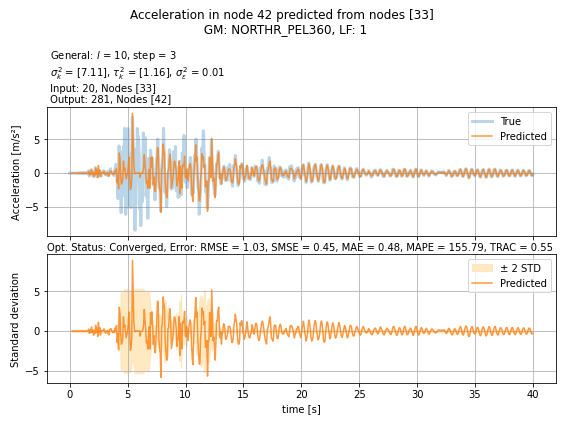 Acceleration in node 42 predicted from nodes [33]
GM: NORTHR_PEL360, LF: 1
General: l = 10, step = 3
σ²ₖ = [7.11], τ²ₖ = [1.16], σ²ε = 0.01
Input: 20, Nodes [33]
Output: 281, Nodes [42]
True
Predicted
Acceleration [m/s²]
5
0
−5
Opt. Status: Converged, Error: RMSE = 1.03, SMSE = 0.45, MAE = 0.48, MAPE = 155.79, TRAC = 0.55
± 2 STD
Predicted
Standard deviation
5
0
−5
0 5 10 15 20 25 30 35 40
time [s]